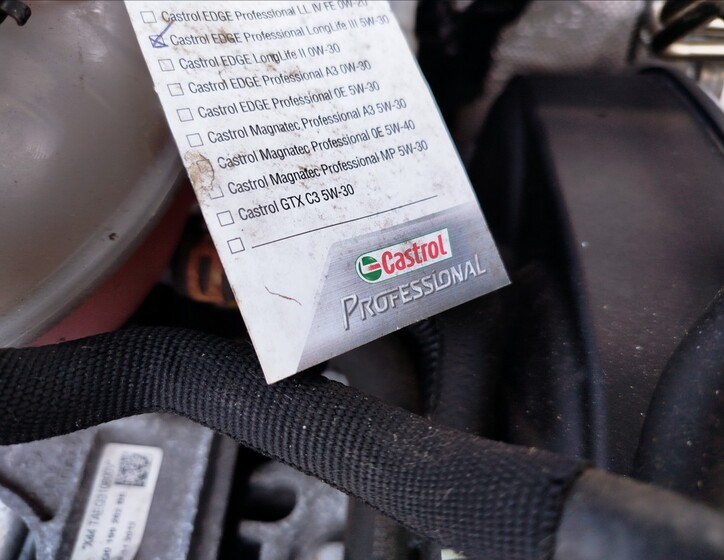 Castrol EDGE Professional LL IV FE 0W-20
Castrol EDGE Professional LongLife III 5W-30
Castrol EDGE LongLife II 0W-30
Castrol EDGE Professional A3 0W-30
Castrol EDGE Professional OE 5W-30
Castrol Magnatec Professional A3 5W-30
Castrol Magnatec Professional OE 5W-40
Castrol Magnatec Professional MP 5W-30
Castrol GTX C3 5W-30
Castrol
PROFESSIONAL